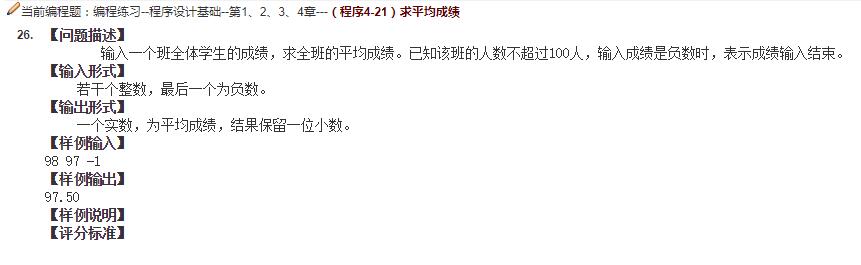 当前编程题：编程练习--程序设计基础--第1、2、3、4章---（程序4-21）求平均成绩
26. 【问题描述】
输入一个班全体学生的成绩，求全班的平均成绩。已知该班的人数不超过100人，输入成绩是负数时，表示成绩输入结束。
【输入形式】
若干个整数，最后一个为负数。
【输出形式】
一个实数，为平均成绩，结果保留一位小数。
【样例输入】
98 97 -1
【样例输出】
97.50
【样例说明】
【评分标准】